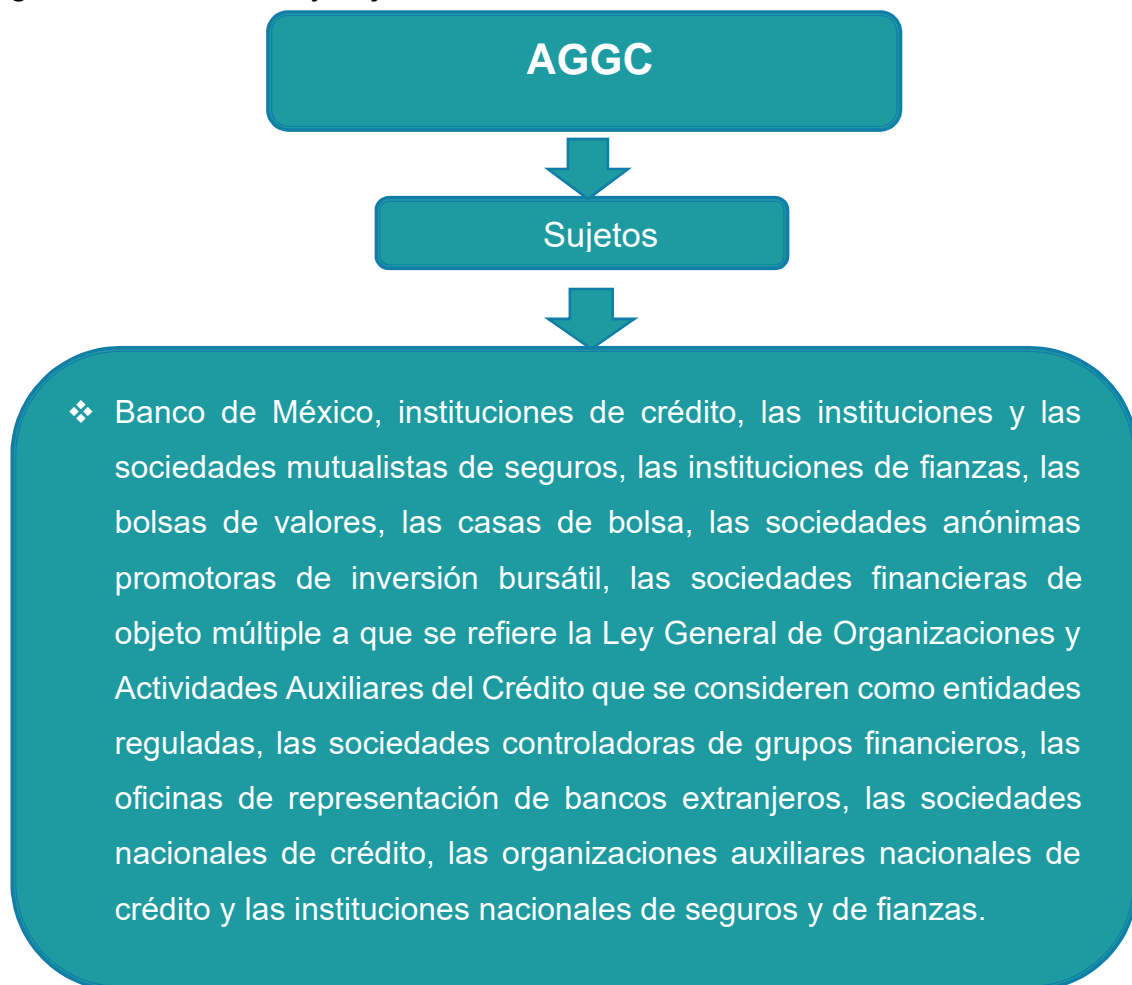 AGGC
Sujetos
❖ Banco de México, instituciones de crédito, las instituciones y las
sociedades mutualistas de seguros, las instituciones de fianzas, las
bolsas de valores, las casas de bolsa, las sociedades anónimas
promotoras de inversión bursátil, las sociedades financieras de
objeto múltiple a que se refiere la Ley General de Organizaciones y
Actividades Auxiliares del Crédito que se consideren como entidades
reguladas, las sociedades controladoras de grupos financieros, las
oficinas de representación de bancos extranjeros, las sociedades
nacionales de crédito, las organizaciones auxiliares nacionales de
crédito y las instituciones nacionales de seguros y de fianzas.